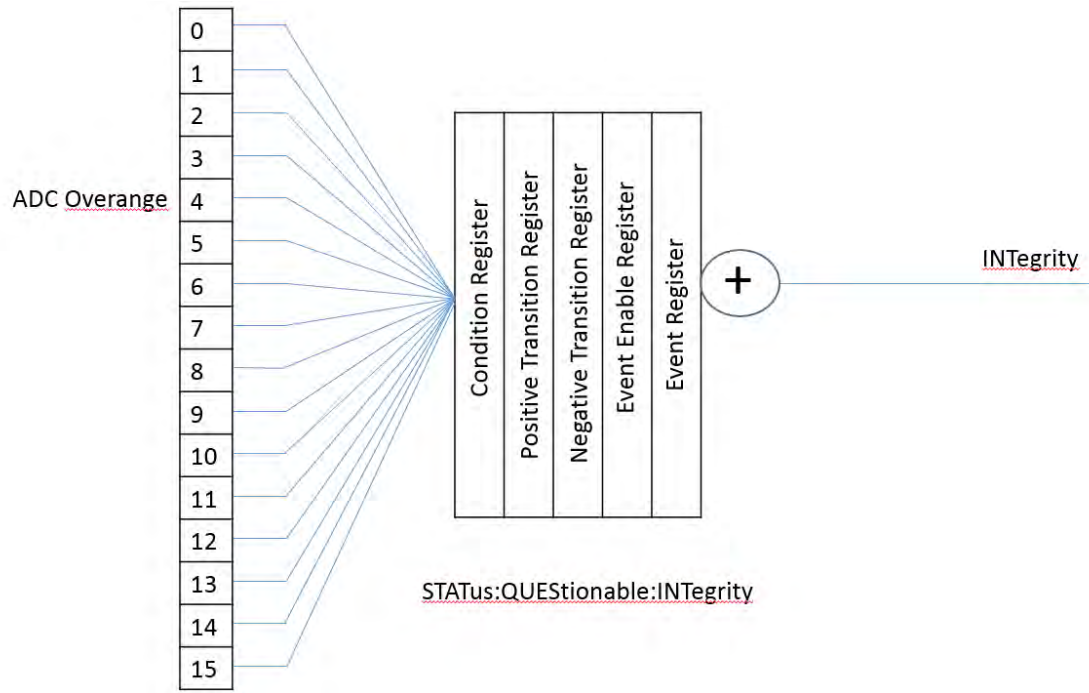 0
1
2
3
ADC Overange 4
5
6
7
8
9
10
11
12
13
14
15
Condition Register
Positive Transition Register
Negative Transition Register
Event Enable Register
Event Register
+
INTegrity
STATus:QUEStionable:INTegrity